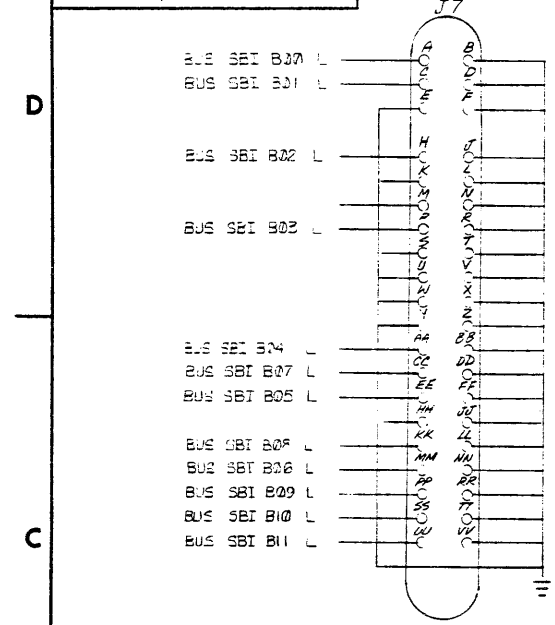 J7
A B
BUS SBI B00 L
C D
BUS SBI B01 L
E F
D
H J
BUS SBI B02 L
K L
M N
P R
BUS SBI B03 L
S T
U V
W X
Y Z
AA BB
BUS SBI B04 L
CC DD
BUS SBI B07 L
EE FF
BUS SBI B05 L
HH JJ
KK LL
BUS SBI B08 L
MM NN
BUS SBI B06 L
PP RR
BUS SBI B09 L
SS TT
BUS SBI B10 L
C
UU VV
BUS SBI B11 L